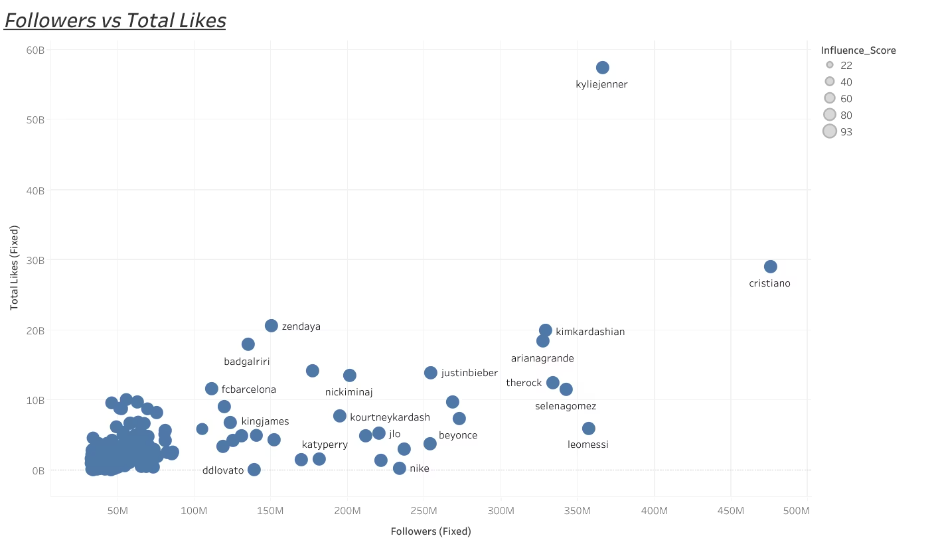 Followers vs Total Likes
60B
50B
40B
30B
20B
10B
0B
Total Likes (Fixed)
kyliejenner
cristiano
zendaya
kimkardashian
badgalriri
arianagrande
justinbieber
therock
fcbarcelona
nickiminaj
selenagomez
kingjames
kourtneykardash
katyperry
jlo
beyonce
leomessi
ddlovato
nike
50M
100M
150M
200M
250M
300M
350M
400M
450M
500M
Followers (Fixed)
Influence_Score
22
40
60
80
93